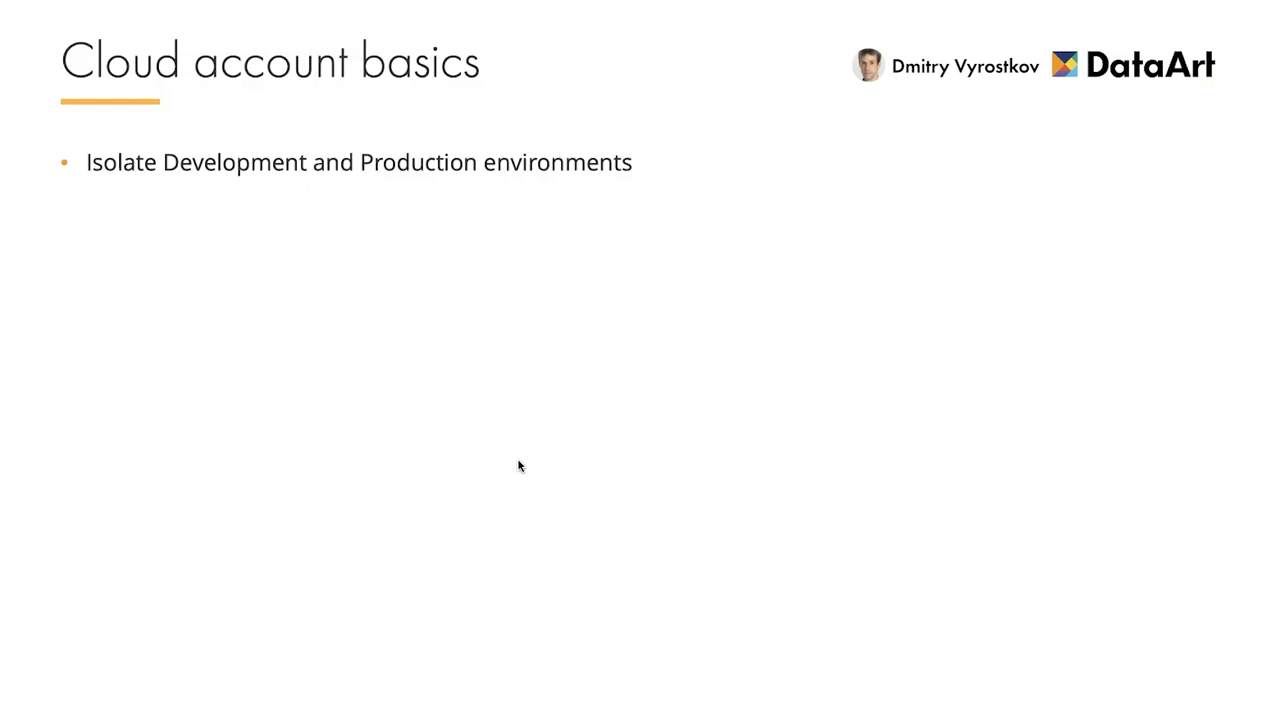 Cloud account basics
Dmitry Vyrostkov DataArt
• Isolate Development and Production environments